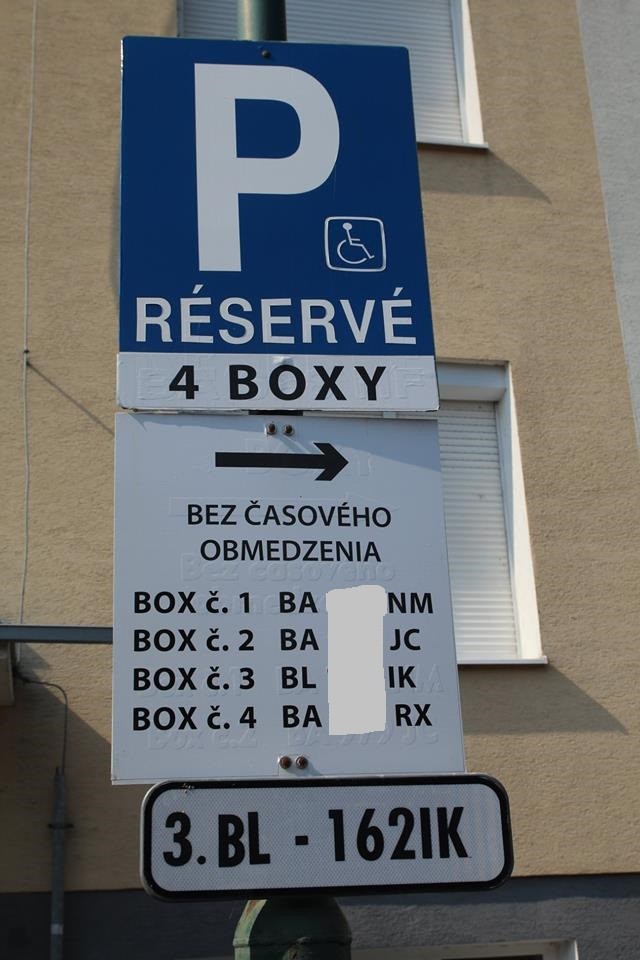 P
RÉSERVÉ
4 BOXY
BEZ ČASOVÉHO
OBMEDZENIA
BOX č. 1 BA NM
BOX č. 2 BA JC
BOX č. 3 BL IK
BOX č. 4 BA RX
3. BL - 162IK